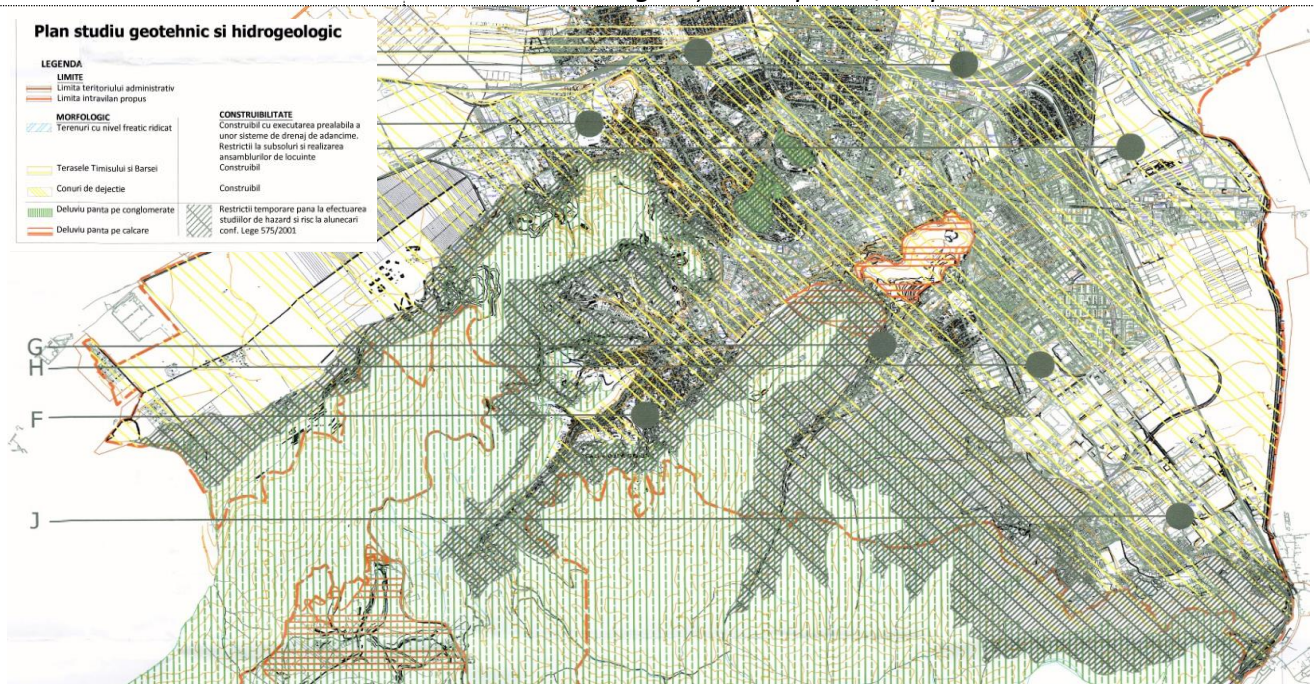 Plan studiu geotehnic si hidrogeologic
LEGENDA
LIMITE
Limita teritoriului administrativ
Limita intravilan propus
MORFOLOGIC
CONSTRUIBILITATE
Terenuri cu nivel freatic ridicat
Construibil cu executarea prealabila a
unor sisteme de drenaj de adancime.
Restrictii la subsoluri si realizarea
ansamblurilor de locuinte
Terasele Timisului si Barsei
Construibil
Conuri de dejectie
Construibil
Deluviu panta pe conglomerate
Restrictii temporare pana la efectuarea
studiilor de hazard si risc la alunecari
conf. Lege 575/2001
Deluviu panta pe calcare
G
H
F
J